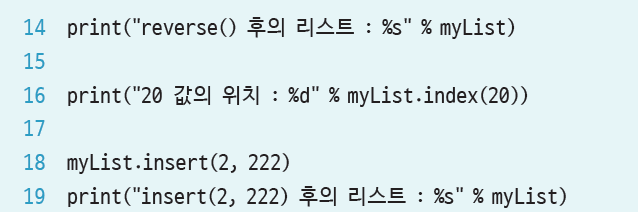 14 print("reverse() 후의 리스트 : %s" % myList)
15
16 print("20 값의 위치 : %d" % myList.index(20))
17
18 myList.insert(2, 222)
19 print("insert(2, 222) 후의 리스트 : %s" % myList)